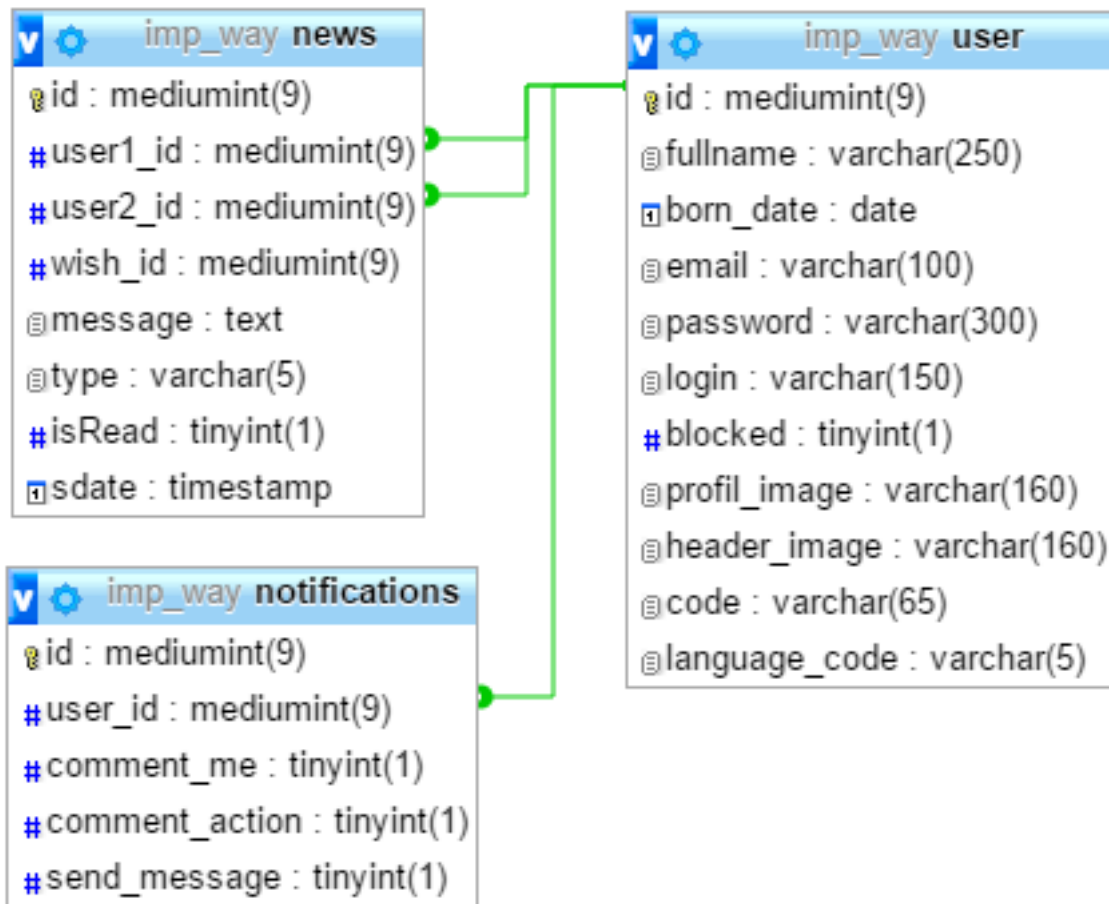 imp_way news
id : mediumint(9)
user1_id : mediumint(9)
user2_id : mediumint(9)
wish_id : mediumint(9)
message : text
type : varchar(5)
isRead : tinyint(1)
sdate : timestamp
imp_way user
id : mediumint(9)
fullname : varchar(250)
born_date : date
email : varchar(100)
password : varchar(300)
login : varchar(150)
blocked : tinyint(1)
profil_image : varchar(160)
header_image : varchar(160)
code : varchar(65)
language_code : varchar(5)
imp_way notifications
id : mediumint(9)
user_id : mediumint(9)
comment_me : tinyint(1)
comment_action : tinyint(1)
send_message : tinyint(1)